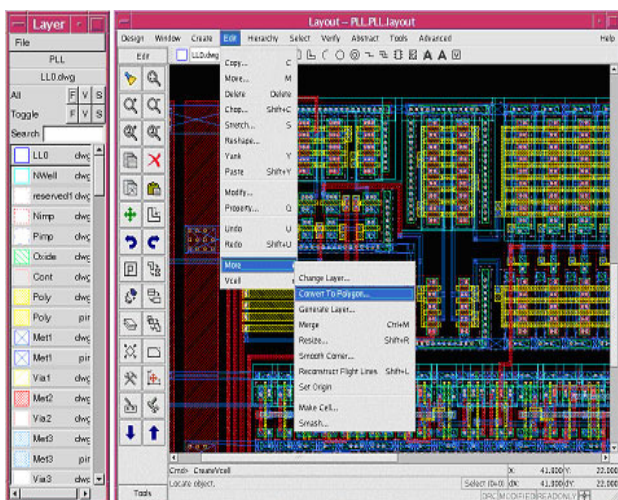 Layer
File
PLL
LL0.dwg
All F V S
Toggle F V S
Search
LL0 dwg
NWell dwg
reserved1 dwg
Nimp dwg
Pimp dwg
Oxide dwg
Cont dwg
Poly dwg
Poly pin
Met1 dwg
Met1 pin
Via1 dwg
Met2 dwg
Via2 dwg
Met3 dwg
Met3 pin
Via3 dwg
Layout - PLL.PLL.layout
Design Window Create Edit Hierarchy Select Verify Abstract Tools Advanced Help
Edit LL0.dwg
Copy... C
Move... M
Delete Delete
Chop... Shift+C
Stretch... S
Reshape...
Yank Y
Paste Shift+Y
Modify...
Property... Q
Undo U
Redo Shift+U
More
Vcell
Change Layer...
Convert To Polygon...
Generate Layer...
Merge Ctrl+M
Resize... Shift+R
Smooth Corner...
Reconstruct Flight Lines Shift+L
Set Origin
Make Cell...
Smash...
Tools
Cmd> CreateVcell X: 41.800 Y: 22.000
Locate object. Select (0+0) dX: 41.800 dY: 22.000
DRC MODIFIED READONLY